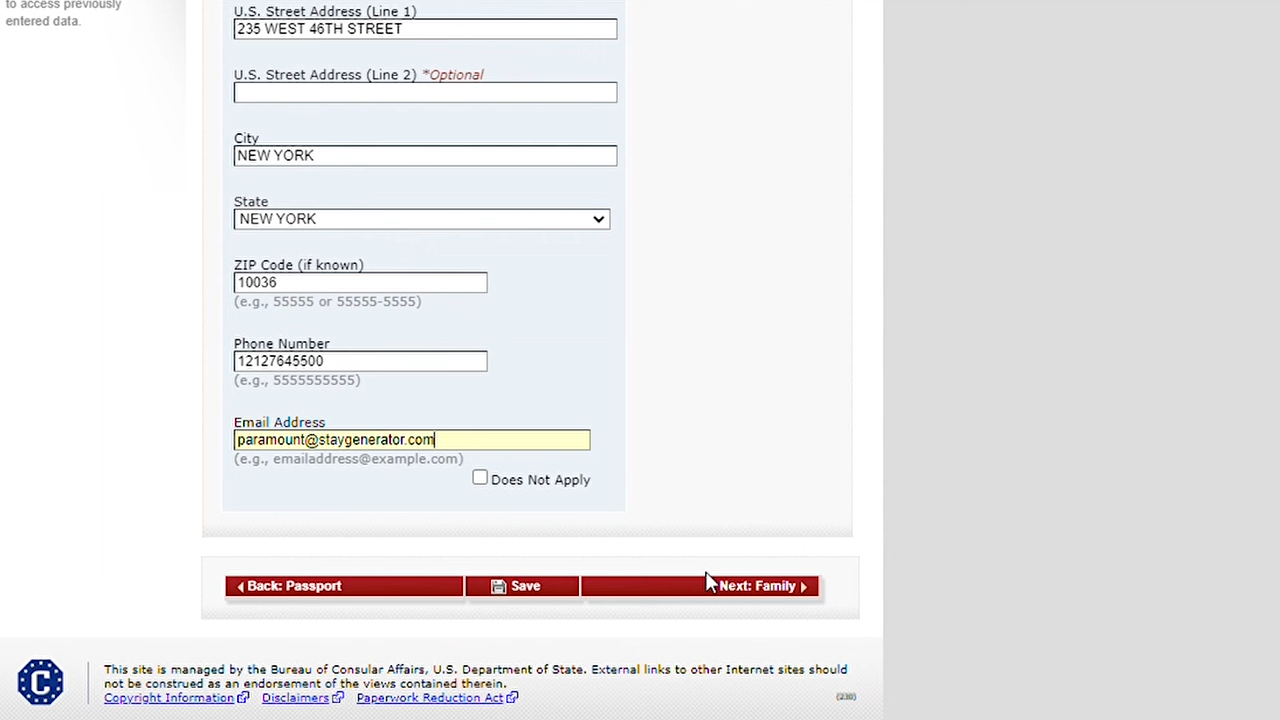 to access previously
entered data.
U.S. Street Address (Line 1)
235 WEST 46TH STREET
U.S. Street Address (Line 2) *Optional
City
NEW YORK
State
NEW YORK
ZIP Code (if known)
10036
(e.g., 55555 or 55555-5555)
Phone Number
12127645500
(e.g., 5555555555)
Email Address
paramount@staygenerator.com
(e.g., emailaddress@example.com)
Does Not Apply
Back: Passport
Save
Next: Family
This site is managed by the Bureau of Consular Affairs, U.S. Department of State. External links to other Internet sites should
not be construed as an endorsement of the views contained therein.
Copyright Information Disclaimers Paperwork Reduction Act
C